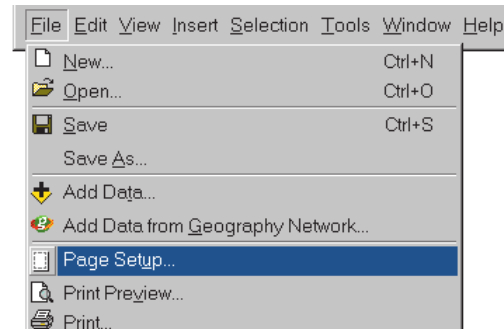 File Edit View Insert Selection Tools Window Help
New... Ctrl+N
Open... Ctrl+O
Save Ctrl+S
Save As...
Add Data...
Add Data from Geography Network...
Page Setup...
Print Preview...
Print...